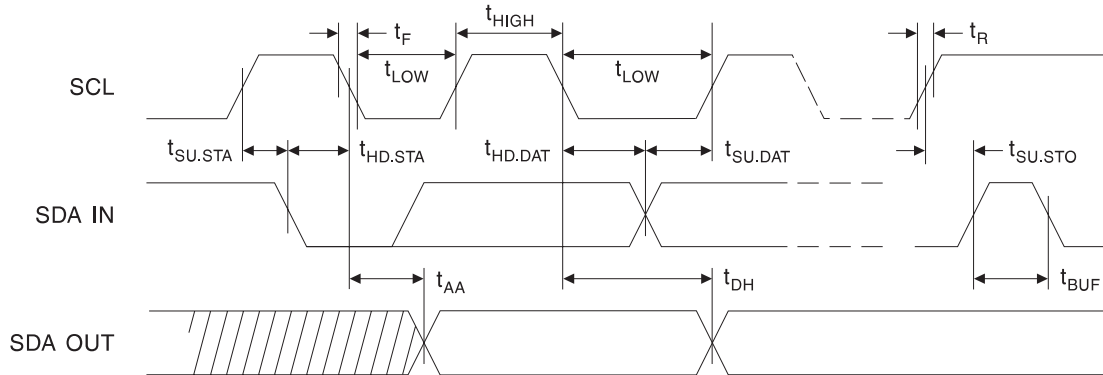 tHIGH
tF
tR
tLOW
tLOW
SCL
tSU.STA
tHD.STA
tHD.DAT
tSU.DAT
tSU.STO
SDA IN
tAA
tDH
tBUF
SDA OUT